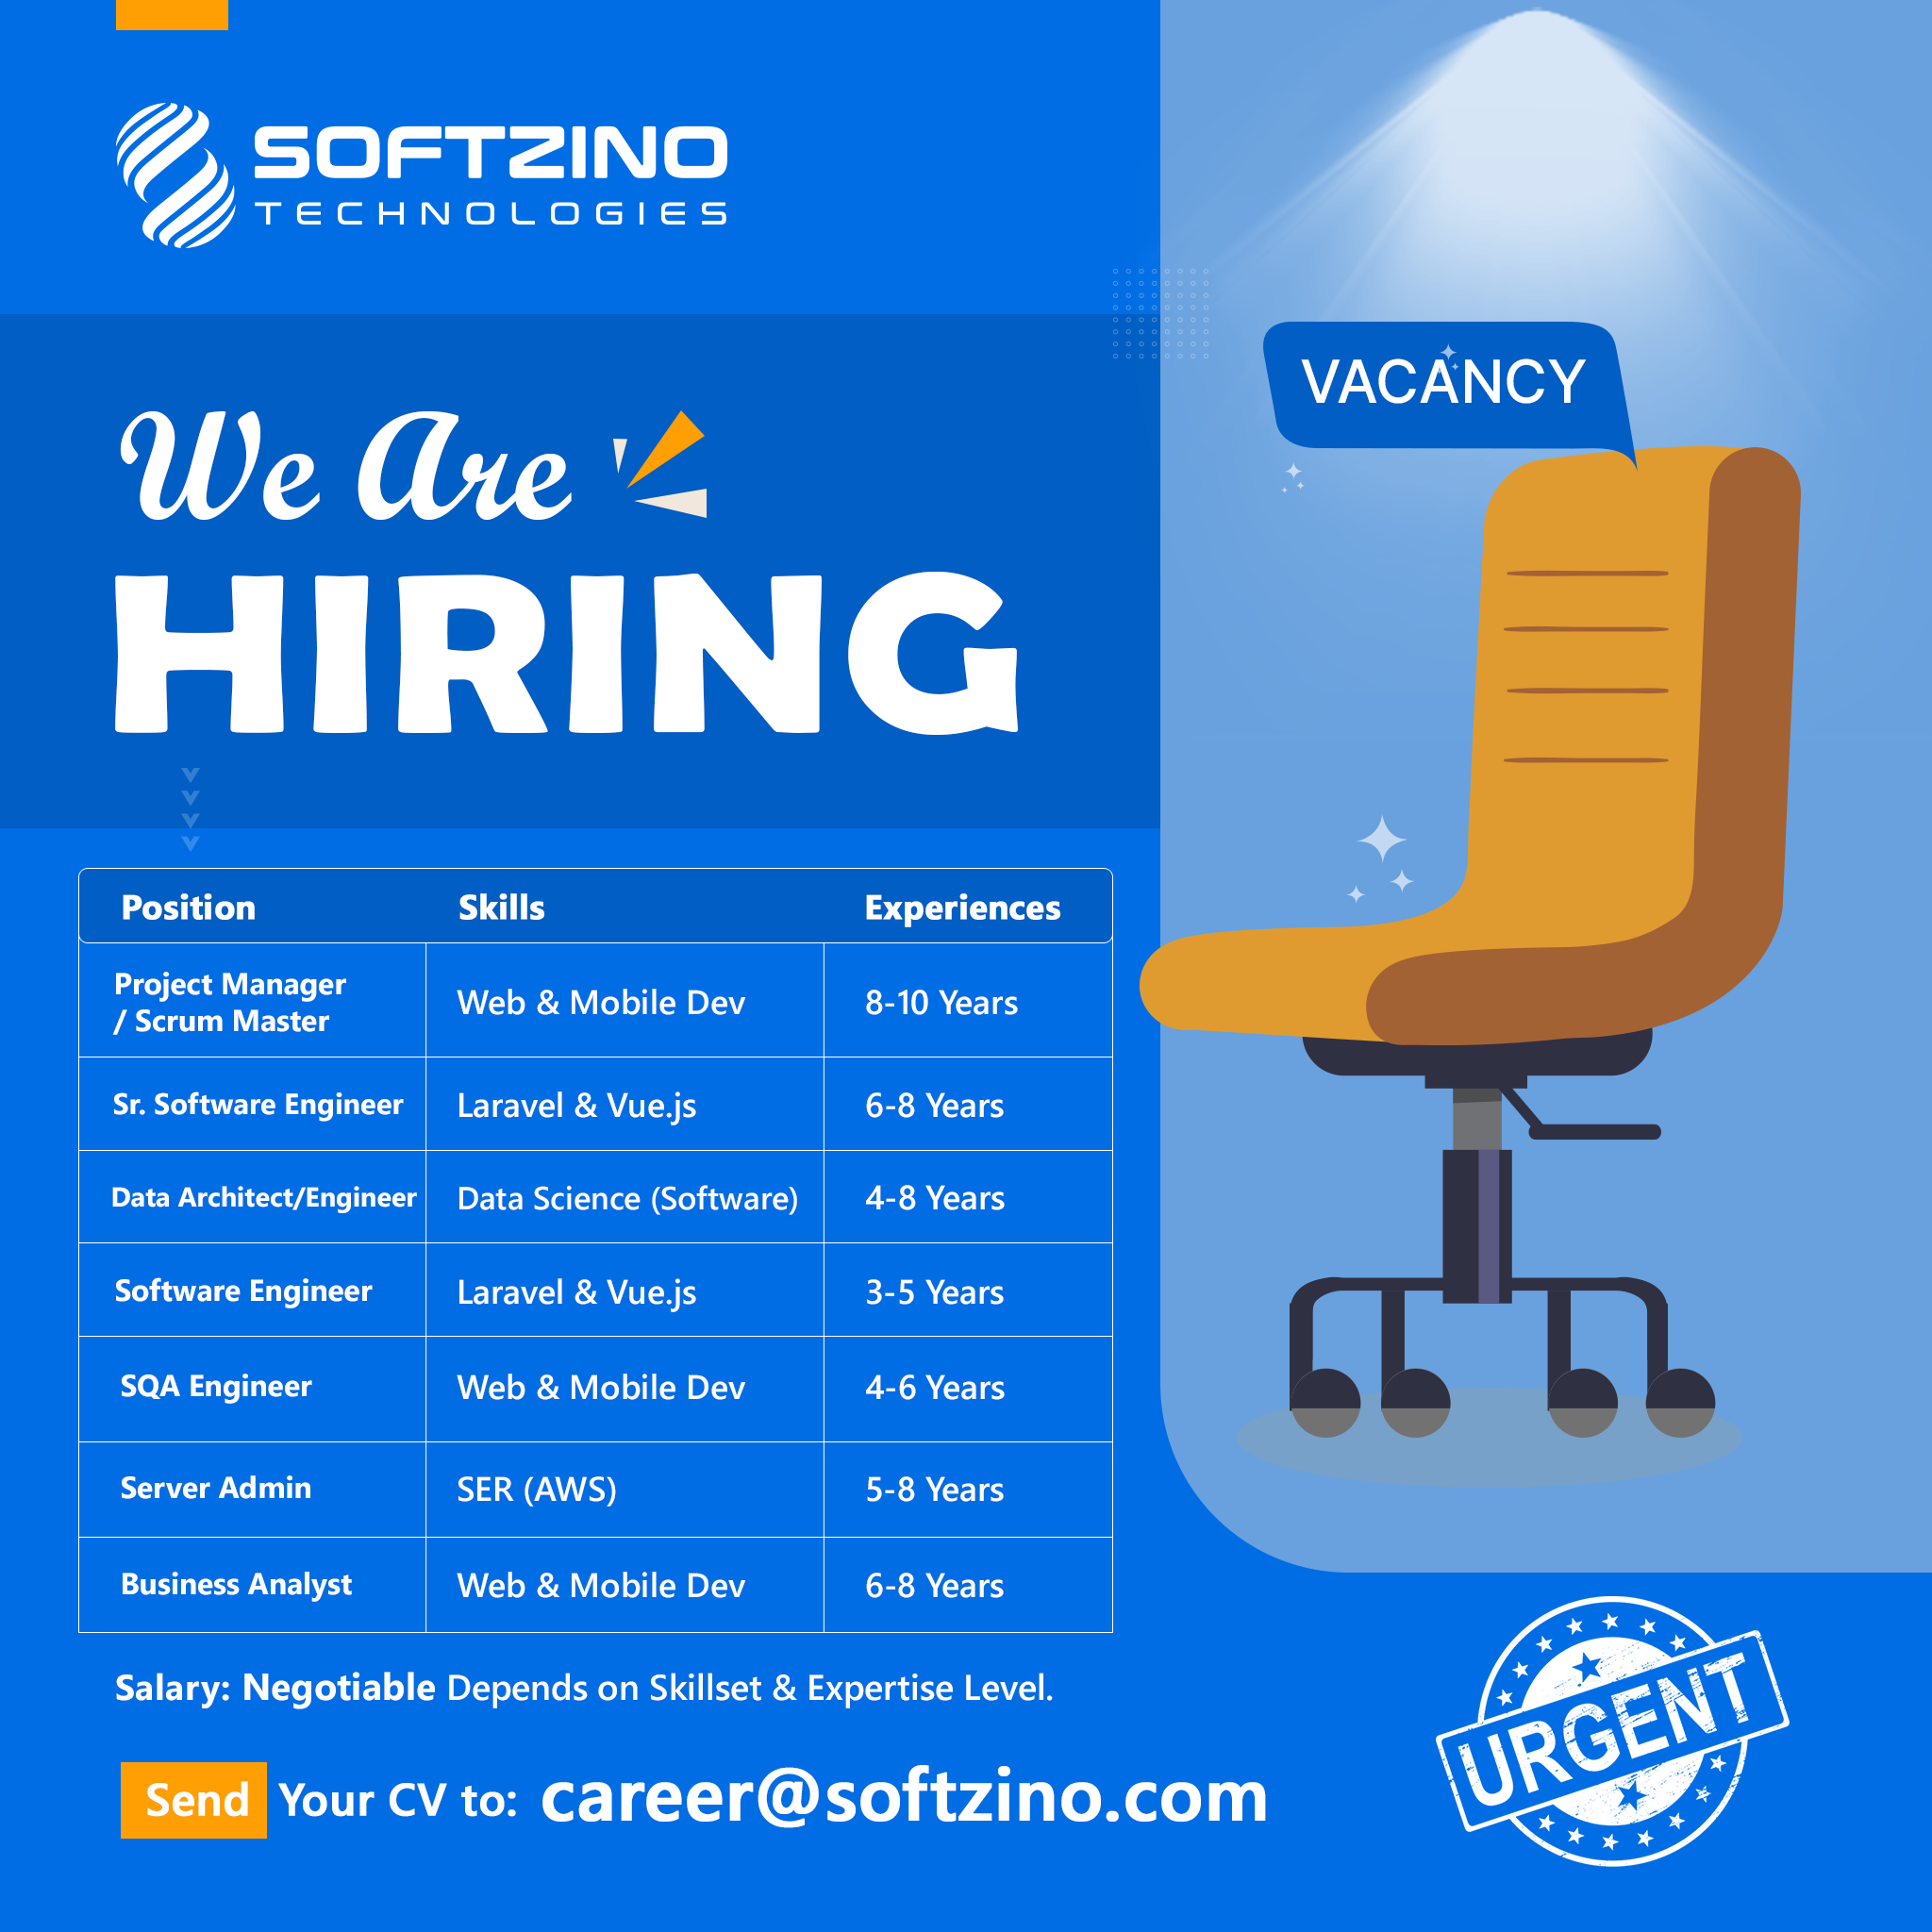 SOFTZINO
TECHNOLOGIES
VACANCY
We Are
HIRING
Position Skills Experiences
Project Manager
/ Scrum Master
Web & Mobile Dev 8-10 Years
Sr. Software Engineer Laravel & Vue.js 6-8 Years
Data Architect/Engineer Data Science (Software) 4-8 Years
Software Engineer Laravel & Vue.js 3-5 Years
SQA Engineer Web & Mobile Dev 4-6 Years
Server Admin SER (AWS) 5-8 Years
Business Analyst Web & Mobile Dev 6-8 Years
Salary: Negotiable Depends on Skillset & Expertise Level.
Send Your CV to: career@softzino.com
URGENT